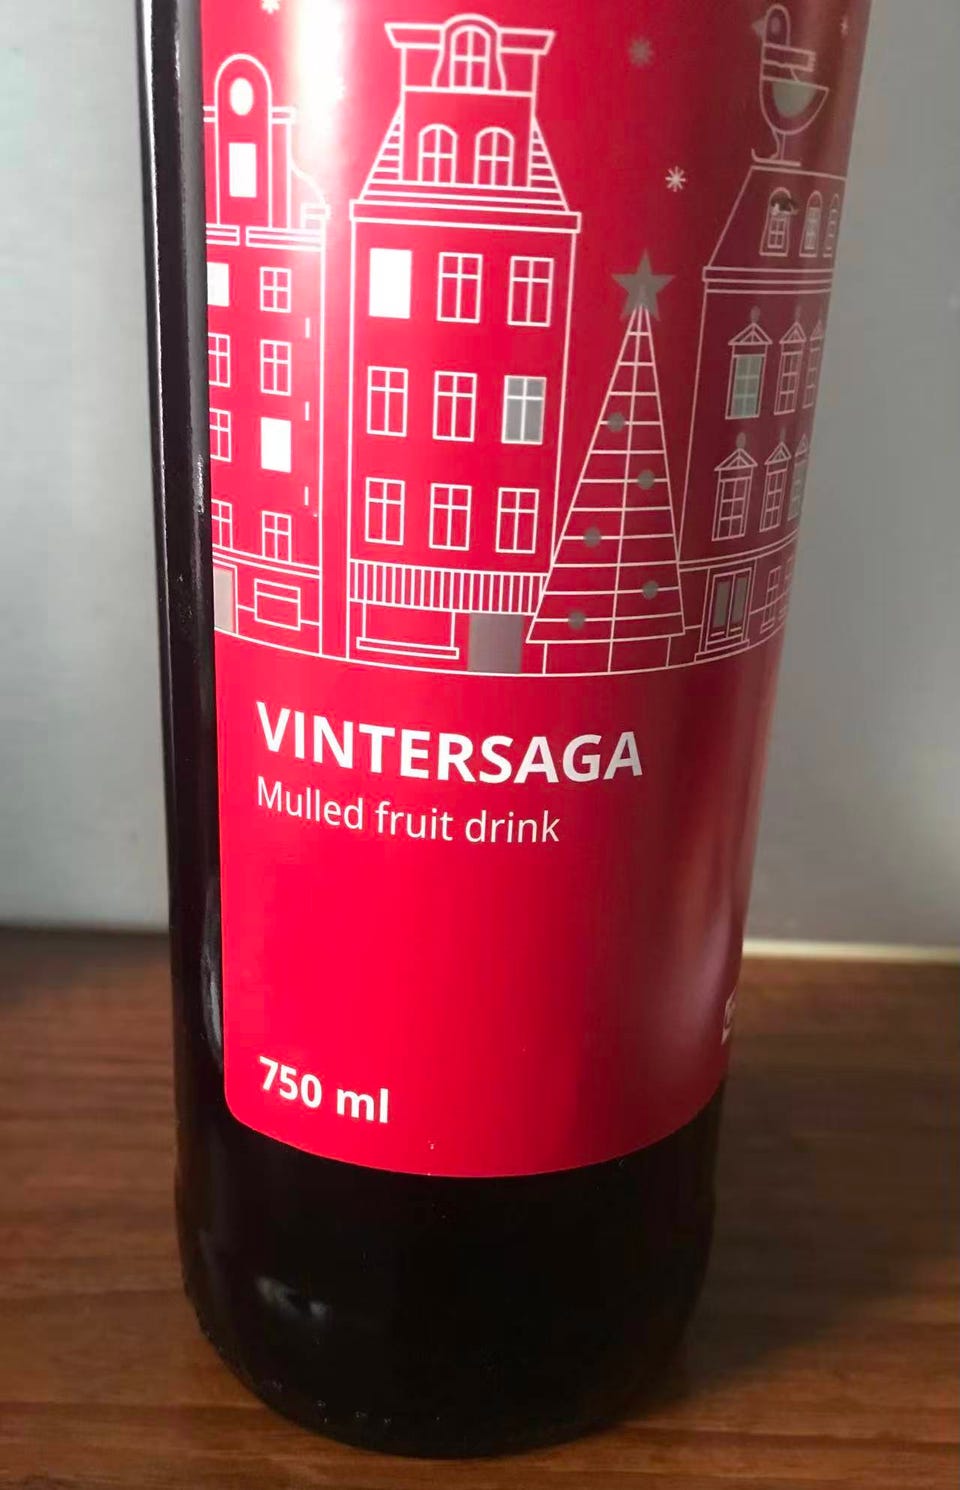 VINTERSAGA
Mulled fruit drink
750 ml